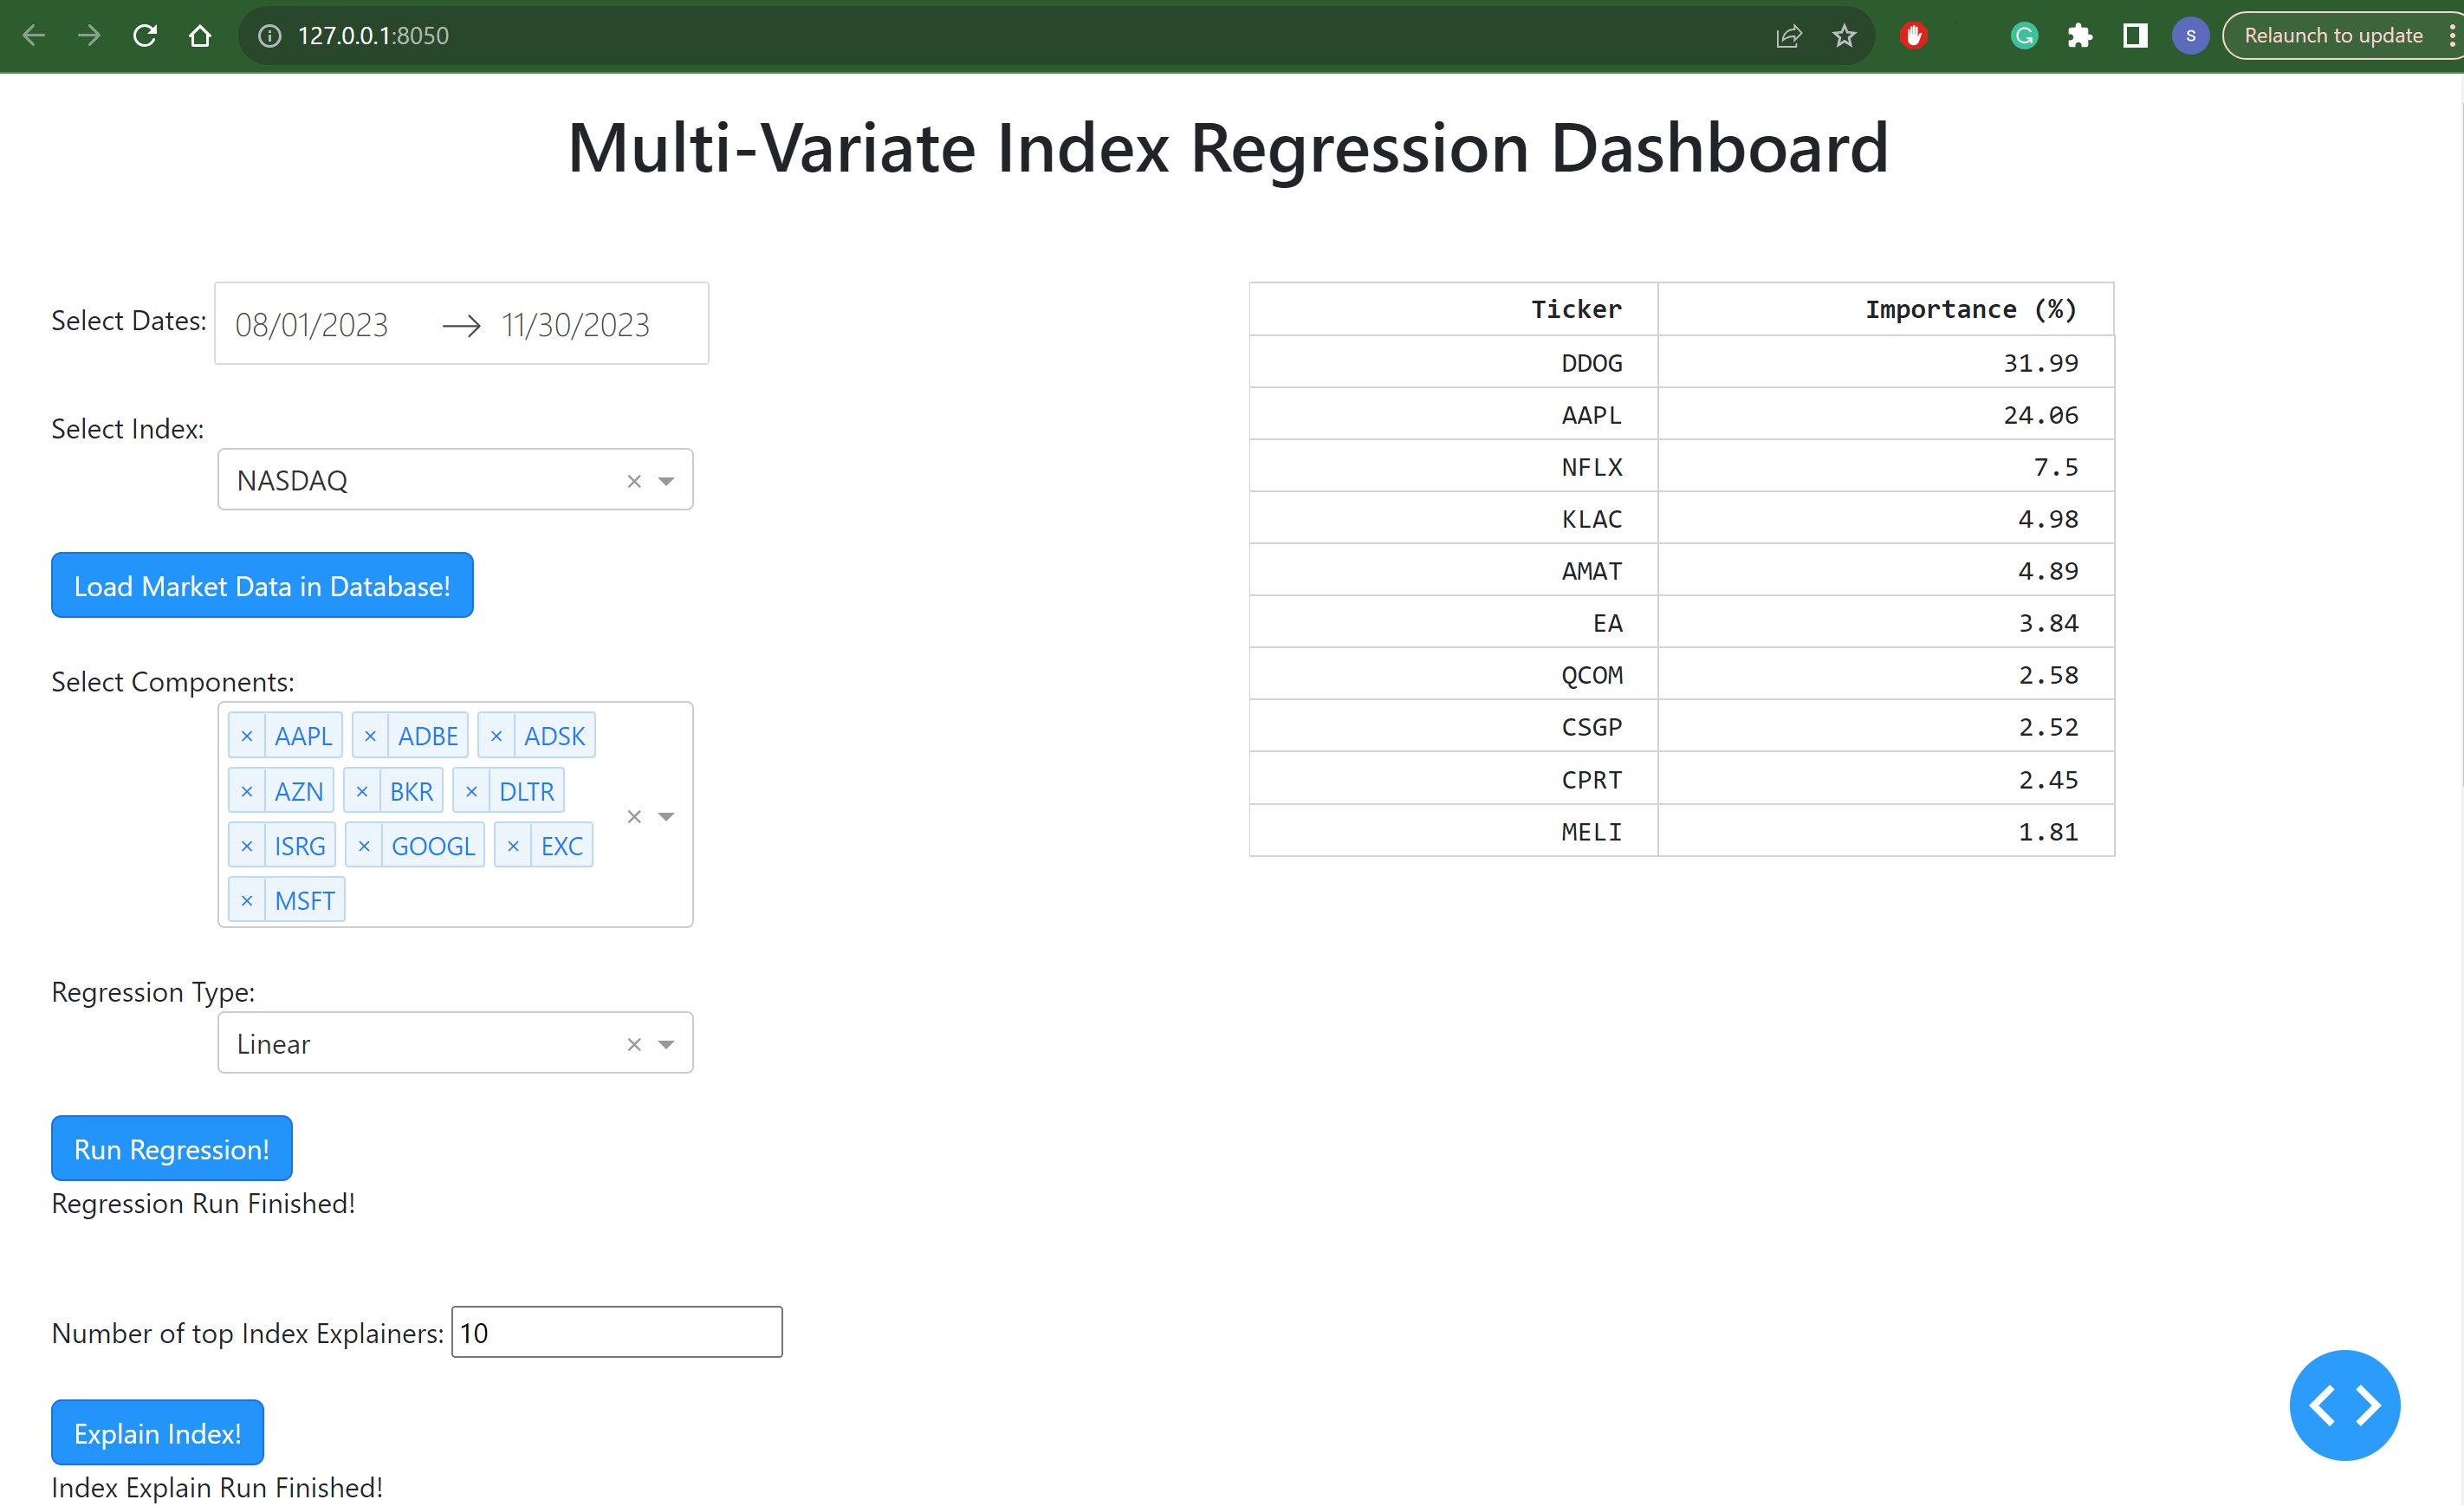 127.0.0.1:8050
S
Relaunch to update
Multi-Variate Index Regression Dashboard
Select Dates: 08/01/2023 → 11/30/2023
Select Index:
NASDAQ
Load Market Data in Database!
Select Components:
× AAPL × ADBE × ADSK
× AZN × BKR × DLTR
× ISRG × GOOGL × EXC
× MSFT
Regression Type:
Linear
Run Regression!
Regression Run Finished!
Number of top Index Explainers: 10
Explain Index!
Index Explain Run Finished!
Ticker Importance (%)
DDOG 31.99
AAPL 24.06
NFLX 7.5
KLAC 4.98
AMAT 4.89
EA 3.84
QCOM 2.58
CSGP 2.52
CPRT 2.45
MELI 1.81